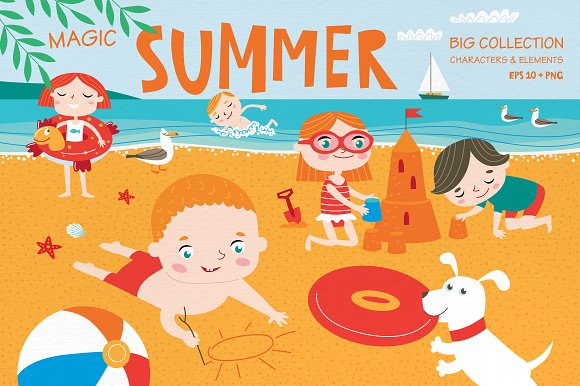 MAGIC
SUMMER
BIG COLLECTION
CHARACTERS & ELEMENTS
EPS 10 + PNG